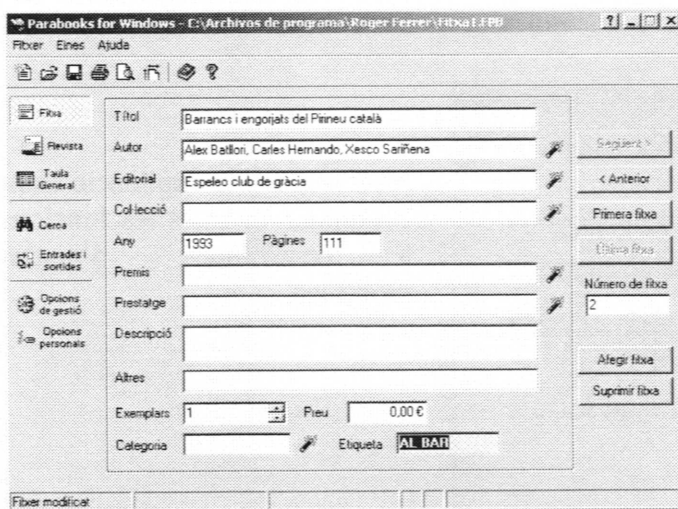 Parabooks for Windows - C:\Archivos de programa\Roger Ferrer\Fitxa1.FPB
Fitxer Eines Ajuda
Fitxa
Revista
Taula General
Cerca
Entrades i sortides
Opcions de gestió
Opcions personals
Títol Barrancs i engorjats del Pirineu català
Autor Alex Batllori, Carles Hernando, Xesco Sariñena
Editorial Espeleo club de gràcia
Col·lecció
Any 1993 Pàgines 111
Premis
Prestatge
Descripció
Altres
Exemplars 1 Preu 0,00 €
Categoria Etiqueta AL BAR
Següent >
< Anterior
Primera fitxa
Última fitxa
Número de fitxa
2
Afegir fitxa
Suprimir fitxa
Fitxer modificat